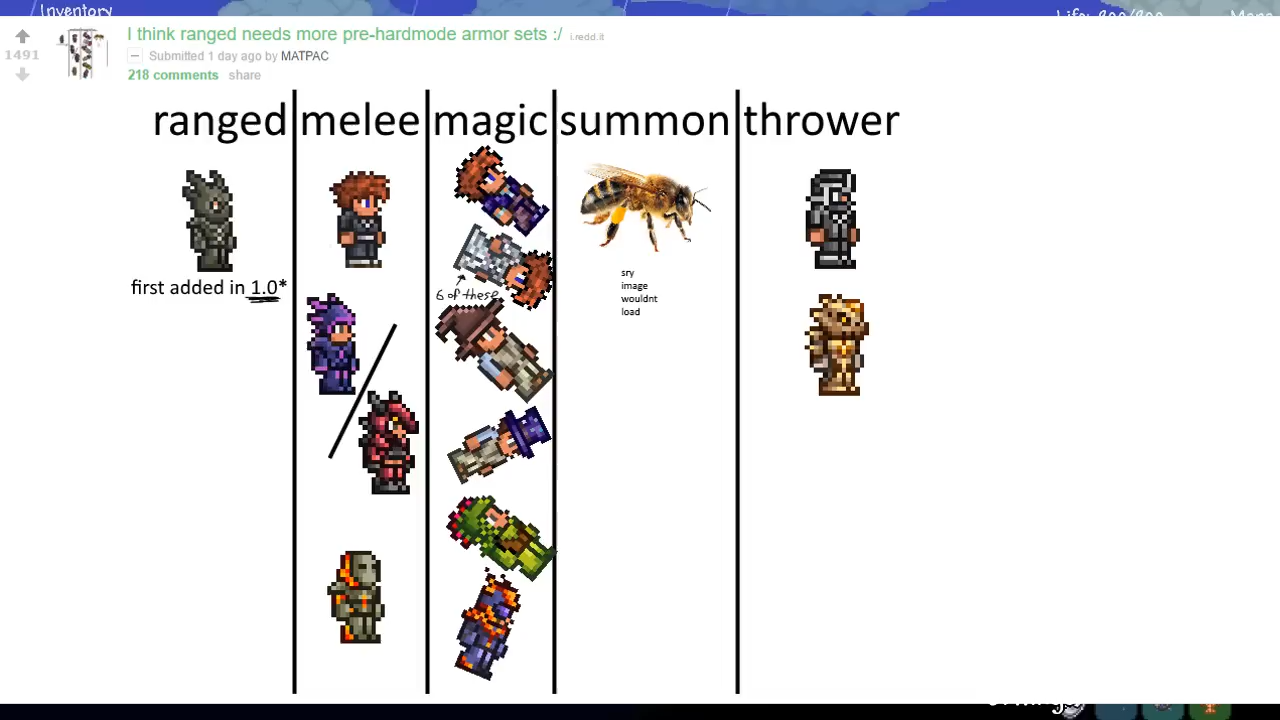 Inventory
I think ranged needs more pre-hardmode armor sets :/ i.redd.it
1491
Submitted 1 day ago by MATPAC
218 comments share
ranged melee magic summon thrower
first added in 1.0*
6 of these
sry
image
wouldnt
load